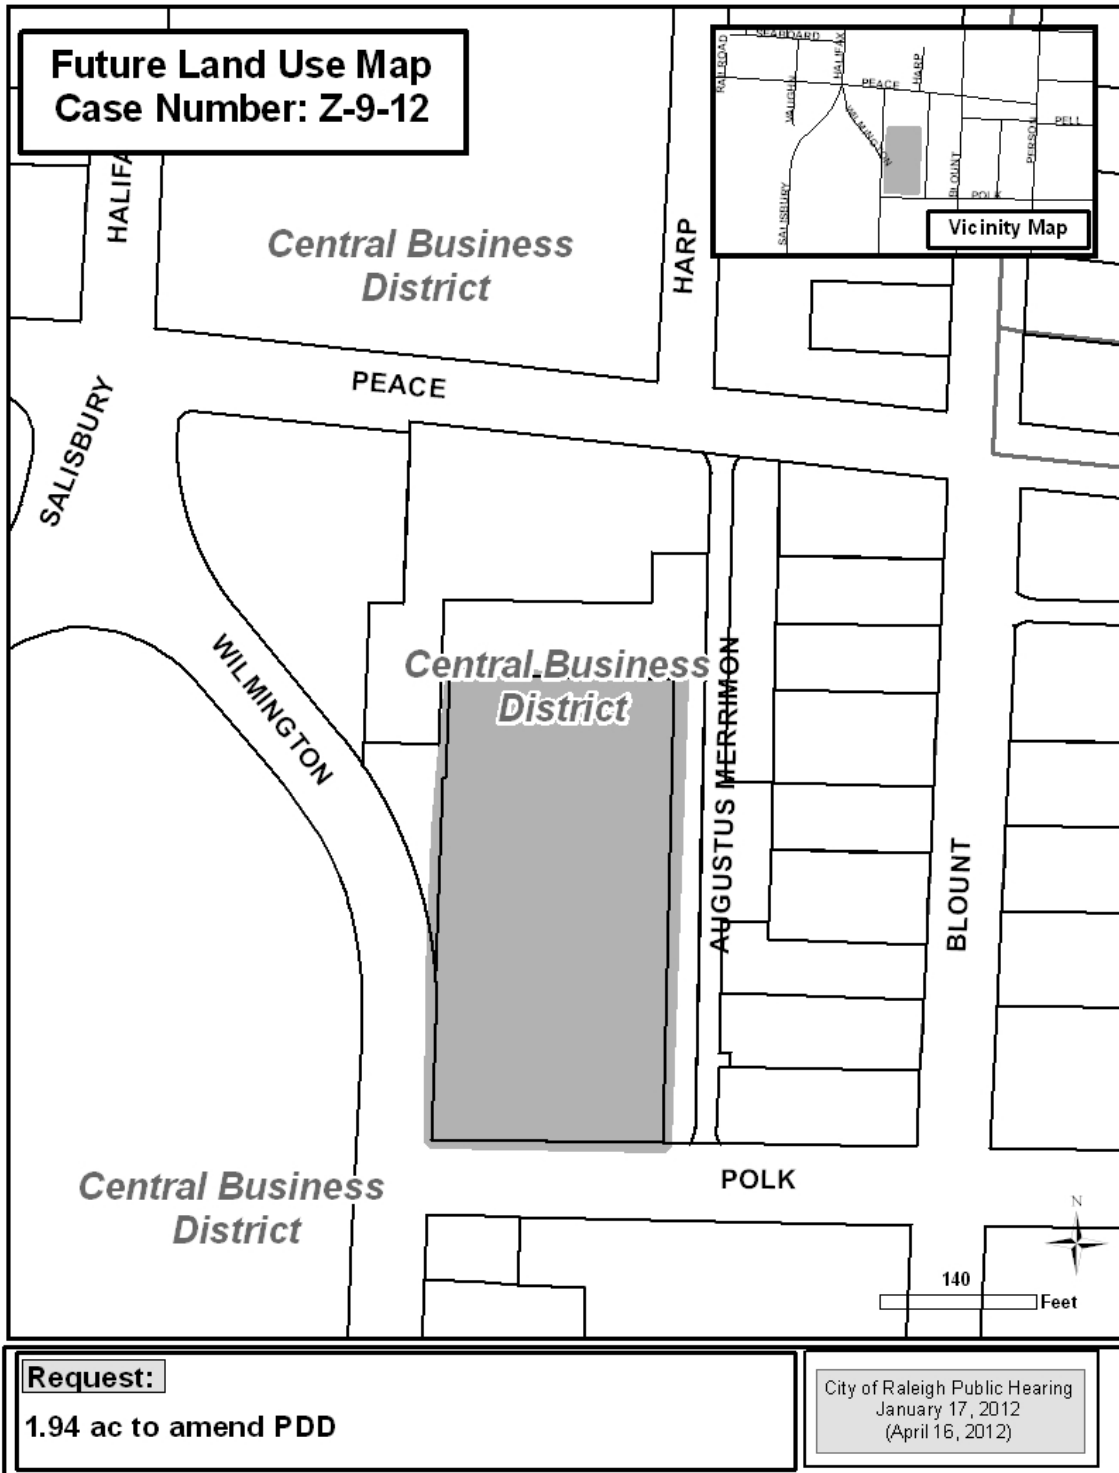 Future Land Use Map
Case Number: Z-9-12
SEABOARD
RAILROAD
HALIFAX
HARP
PEACE
VAUGHN
WILMINGTON
PELL
PERSON
BLOUNT
POLK
SALISBURY
Vicinity Map
HALIFA
Central Business
District
HARP
PEACE
SALISBURY
WILMINGTON
Central Business
District
AUGUSTUS MERRIMON
BLOUNT
Central Business
District
POLK
N
140
Feet
Request:
1.94 ac to amend PDD
City of Raleigh Public Hearing
January 17, 2012
(April 16, 2012)